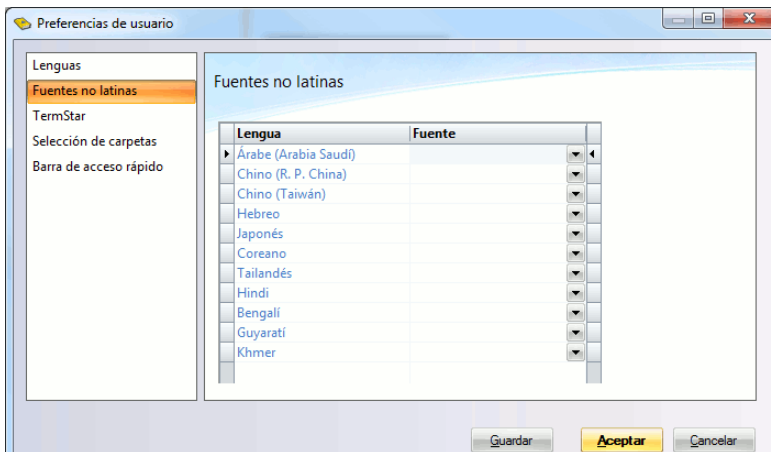 Preferencias de usuario
Lenguas
Fuentes no latinas
TermStar
Selección de carpetas
Barra de acceso rápido
Fuentes no latinas
Lengua Fuente
Árabe (Arabia Saudí)
Chino (R. P. China)
Chino (Taiwán)
Hebreo
Japonés
Coreano
Tailandés
Hindi
Bengalí
Guyaratí
Khmer
Guardar Aceptar Cancelar